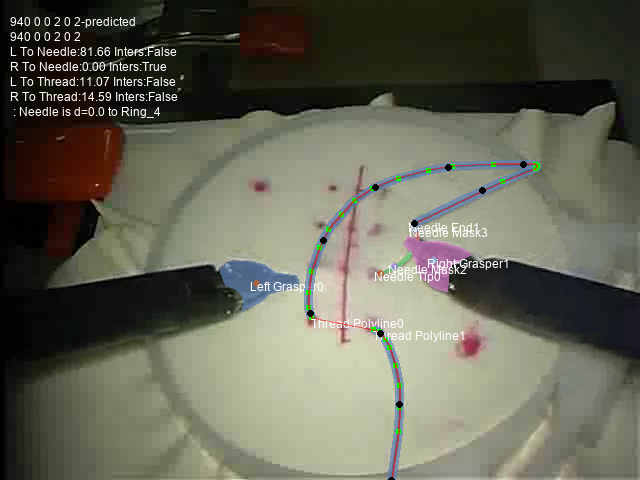 940 0 0 2 0 2-predicted
940 0 0 2 0 2
L To Needle:81.66 Inters:False
R To Needle:0.00 Inters:True
L To Thread:11.07 Inters:False
R To Thread:14.59 Inters:False
: Needle is d=0.0 to Ring_4
Needle End1
Needle Mask3
Right Grasper1
Needle Mask2
Needle Tip0
Left Grasper0
Thread Polyline0
Thread Polyline1